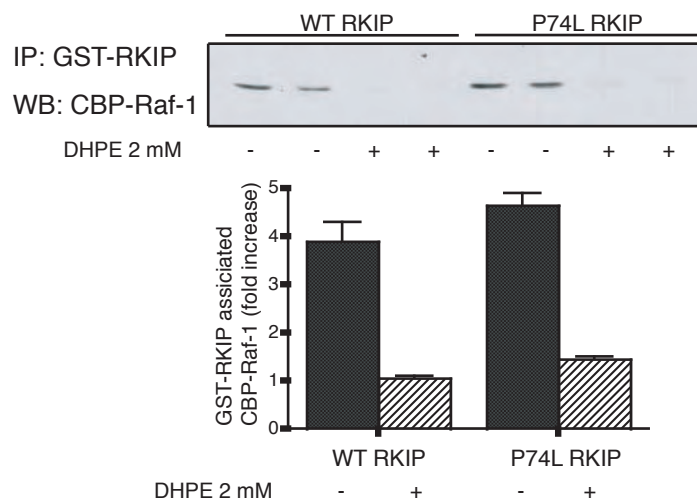 WT RKIP P74L RKIP
IP: GST-RKIP
WB: CBP-Raf-1
DHPE 2 mM - - + + - - + +
GST-RKIP assiciated
CBP-Raf-1 (fold increase)
5
4
3
2
1
0
WT RKIP P74L RKIP
DHPE 2 mM - + - +